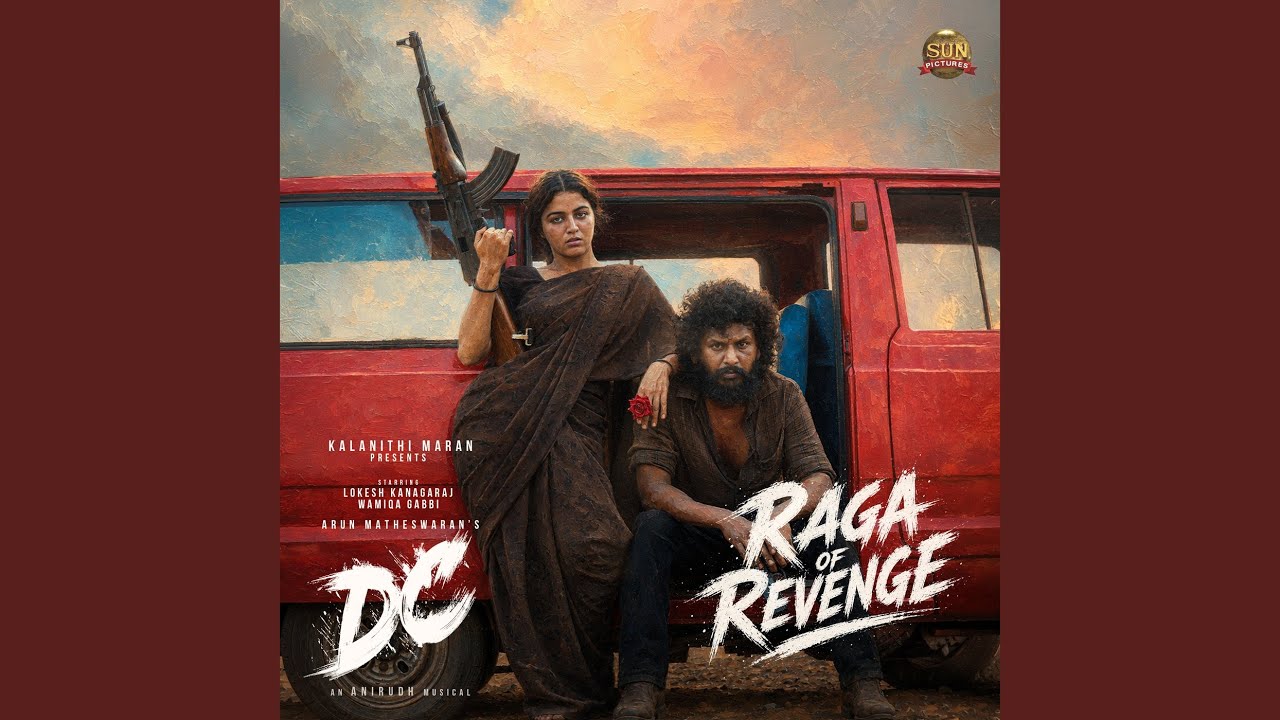 SUN
PICTURES
KALANITHI MARAN
PRESENTS
STARRING
LOKESH KANAGARAJ
WAMIQA GABBI
ARUN MATHESWARAN'S
DC
AN ANIRUDH MUSICAL
RAGA
OF
REVENGE